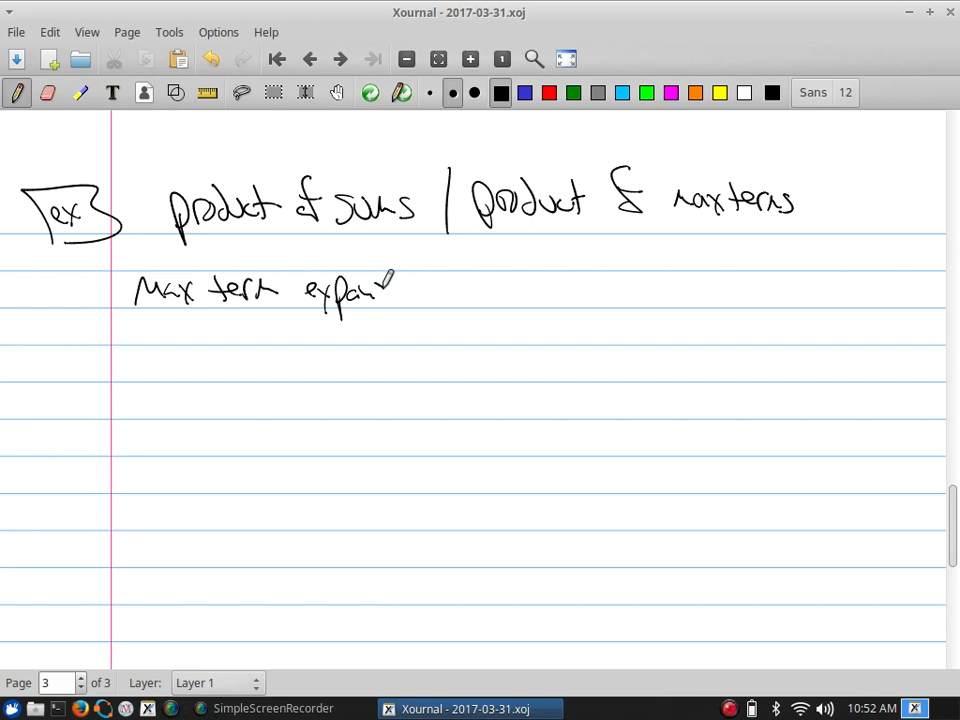 Xournal - 2017-03-31.xoj
File Edit View Page Tools Options Help
Sans 12
ex product of sums | product of maxterms
Max term expan
Page 3 of 3 Layer: Layer 1
SimpleScreenRecorder Xournal - 2017-03-31.xoj 10:52 AM